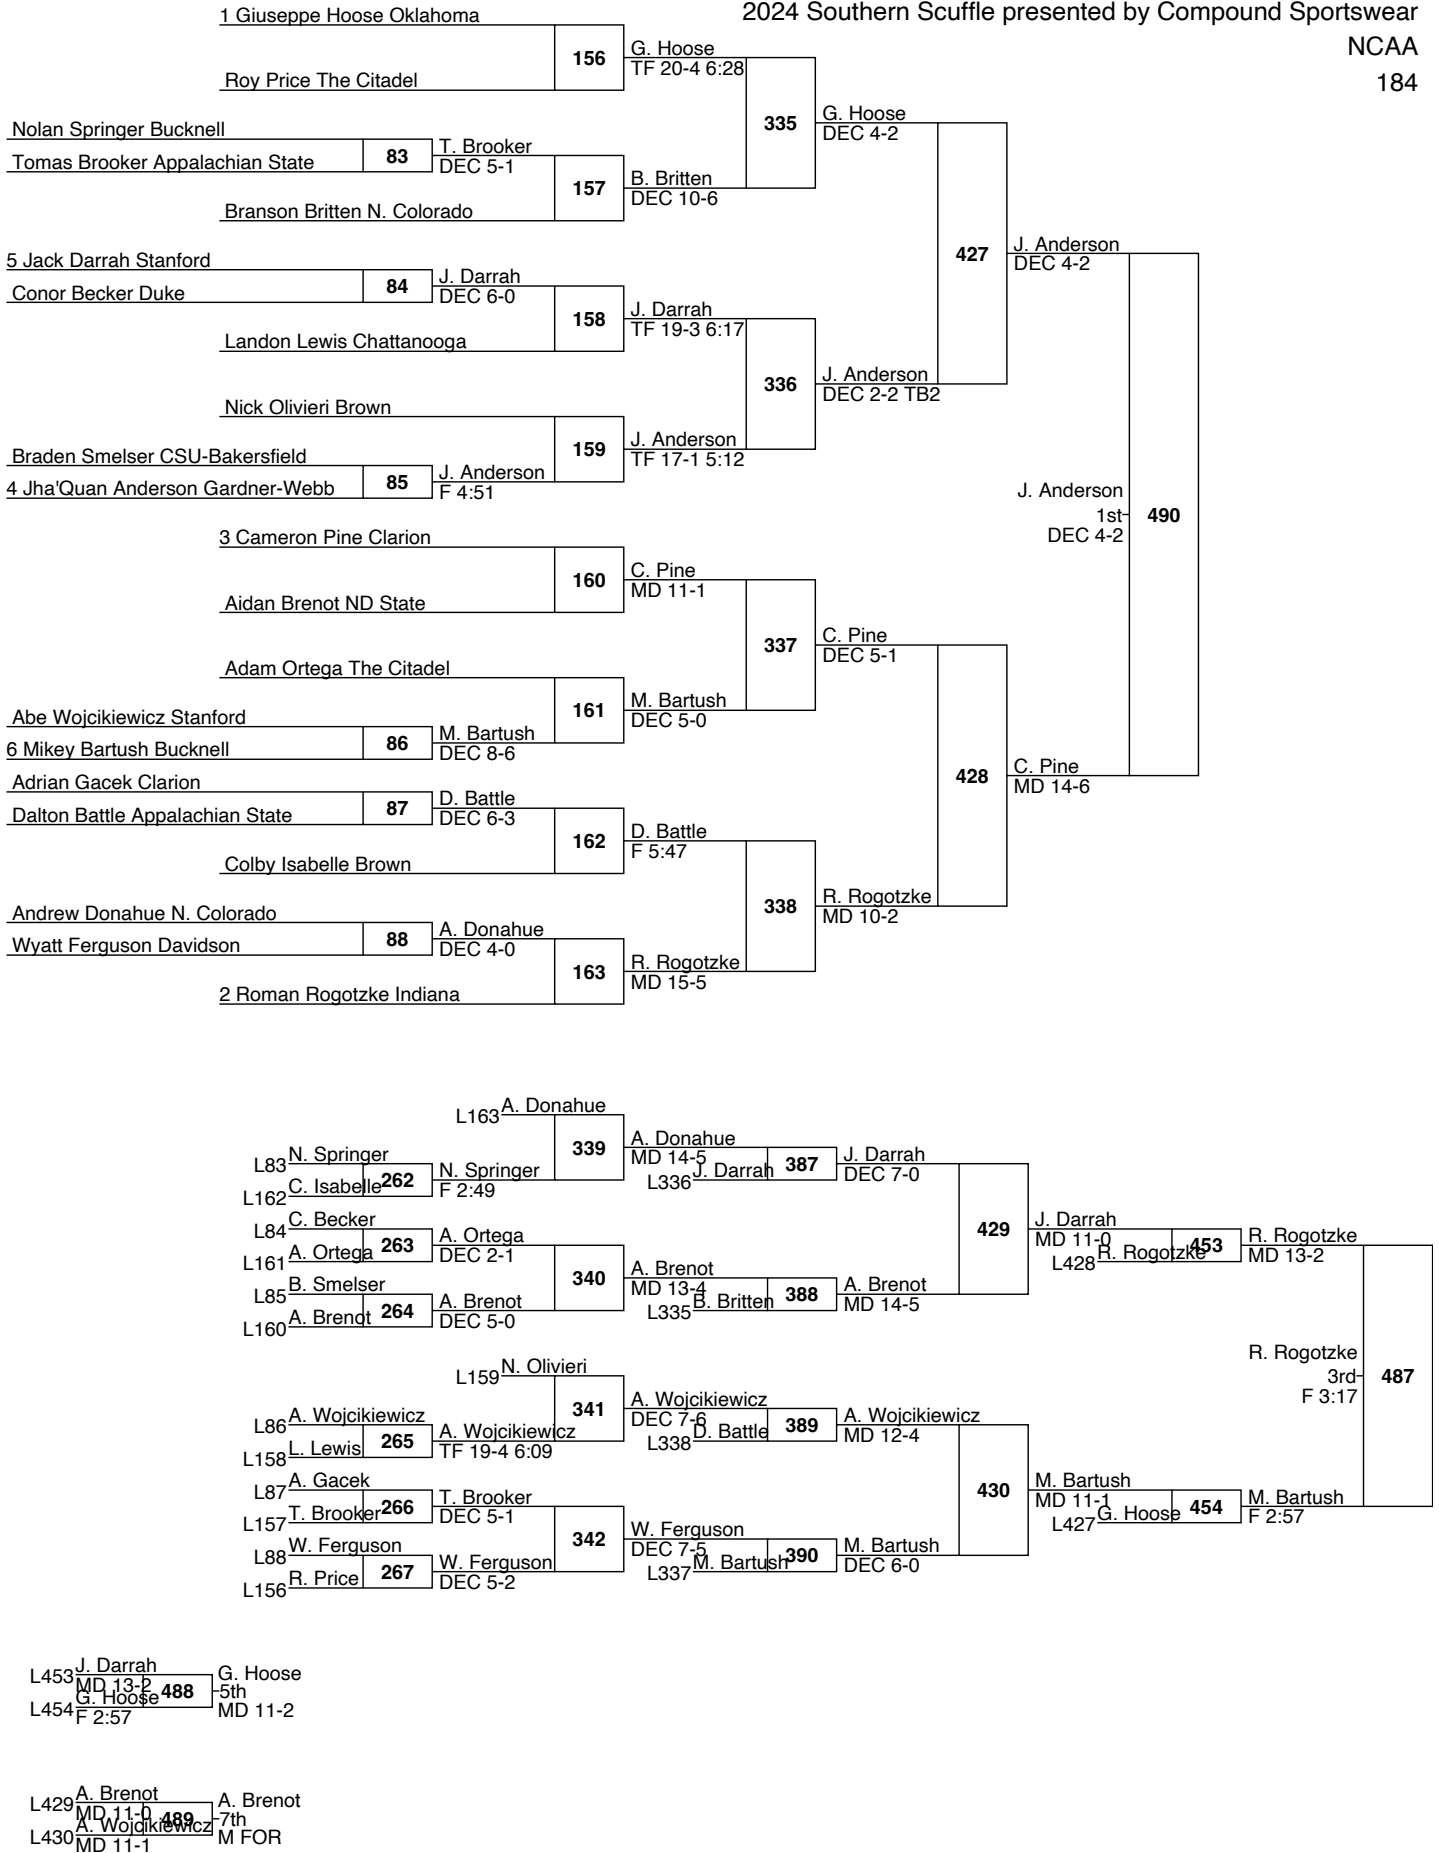 2024 Southern Scuffle presented by Compound Sportswear
NCAA
184
1 Giuseppe Hoose Oklahoma
156
G. Hoose
TF 20-4 6:28
Roy Price The Citadel
335
G. Hoose
DEC 4-2
Nolan Springer Bucknell
83
T. Brooker
DEC 5-1
Tomas Brooker Appalachian State
157
B. Britten
DEC 10-6
Branson Britten N. Colorado
427
J. Anderson
DEC 4-2
5 Jack Darrah Stanford
84
J. Darrah
DEC 6-0
Conor Becker Duke
158
J. Darrah
TF 19-3 6:17
Landon Lewis Chattanooga
336
J. Anderson
DEC 2-2 TB2
Nick Olivieri Brown
159
J. Anderson
TF 17-1 5:12
Braden Smelser CSU-Bakersfield
85
J. Anderson
F 4:51
4 Jha'Quan Anderson Gardner-Webb
J. Anderson
1st
DEC 4-2
490
3 Cameron Pine Clarion
160
C. Pine
MD 11-1
Aidan Brenot ND State
337
C. Pine
DEC 5-1
Adam Ortega The Citadel
161
M. Bartush
DEC 5-0
Abe Wojcikiewicz Stanford
86
M. Bartush
DEC 8-6
6 Mikey Bartush Bucknell
428
C. Pine
MD 14-6
Adrian Gacek Clarion
87
D. Battle
DEC 6-3
Dalton Battle Appalachian State
162
D. Battle
F 5:47
Colby Isabelle Brown
338
R. Rogotzke
MD 10-2
Andrew Donahue N. Colorado
88
A. Donahue
DEC 4-0
Wyatt Ferguson Davidson
163
R. Rogotzke
MD 15-5
2 Roman Rogotzke Indiana
L163
A. Donahue
339
A. Donahue
MD 14-5
L83
N. Springer
262
N. Springer
F 2:49
L162
C. Isabelle
L336
J. Darrah
387
J. Darrah
DEC 7-0
L84
C. Becker
263
A. Ortega
DEC 2-1
L161
A. Ortega
429
J. Darrah
MD 11-0
L428
R. Rogotzke
453
R. Rogotzke
MD 13-2
340
A. Brenot
MD 13-4
L85
B. Smelser
264
A. Brenot
DEC 5-0
L160
A. Brenot
L335
B. Britten
388
A. Brenot
MD 14-5
R. Rogotzke
3rd
F 3:17
487
L159
N. Olivieri
341
A. Wojcikiewicz
DEC 7-6
L86
A. Wojcikiewicz
265
A. Wojcikiewicz
TF 19-4 6:09
L158
L. Lewis
L338
D. Battle
389
A. Wojcikiewicz
MD 12-4
L87
A. Gacek
266
T. Brooker
DEC 5-1
L157
T. Brooker
430
M. Bartush
MD 11-1
L427
G. Hoose
454
M. Bartush
F 2:57
342
W. Ferguson
DEC 7-5
L88
W. Ferguson
267
W. Ferguson
DEC 5-2
L156
R. Price
L337
M. Bartush
390
M. Bartush
DEC 6-0
L453
J. Darrah
MD 13-2
488
G. Hoose
5th
MD 11-2
L454
G. Hoose
F 2:57
L429
A. Brenot
MD 11-0
489
A. Brenot
7th
M FOR
L430
A. Wojcikiewicz
MD 11-1